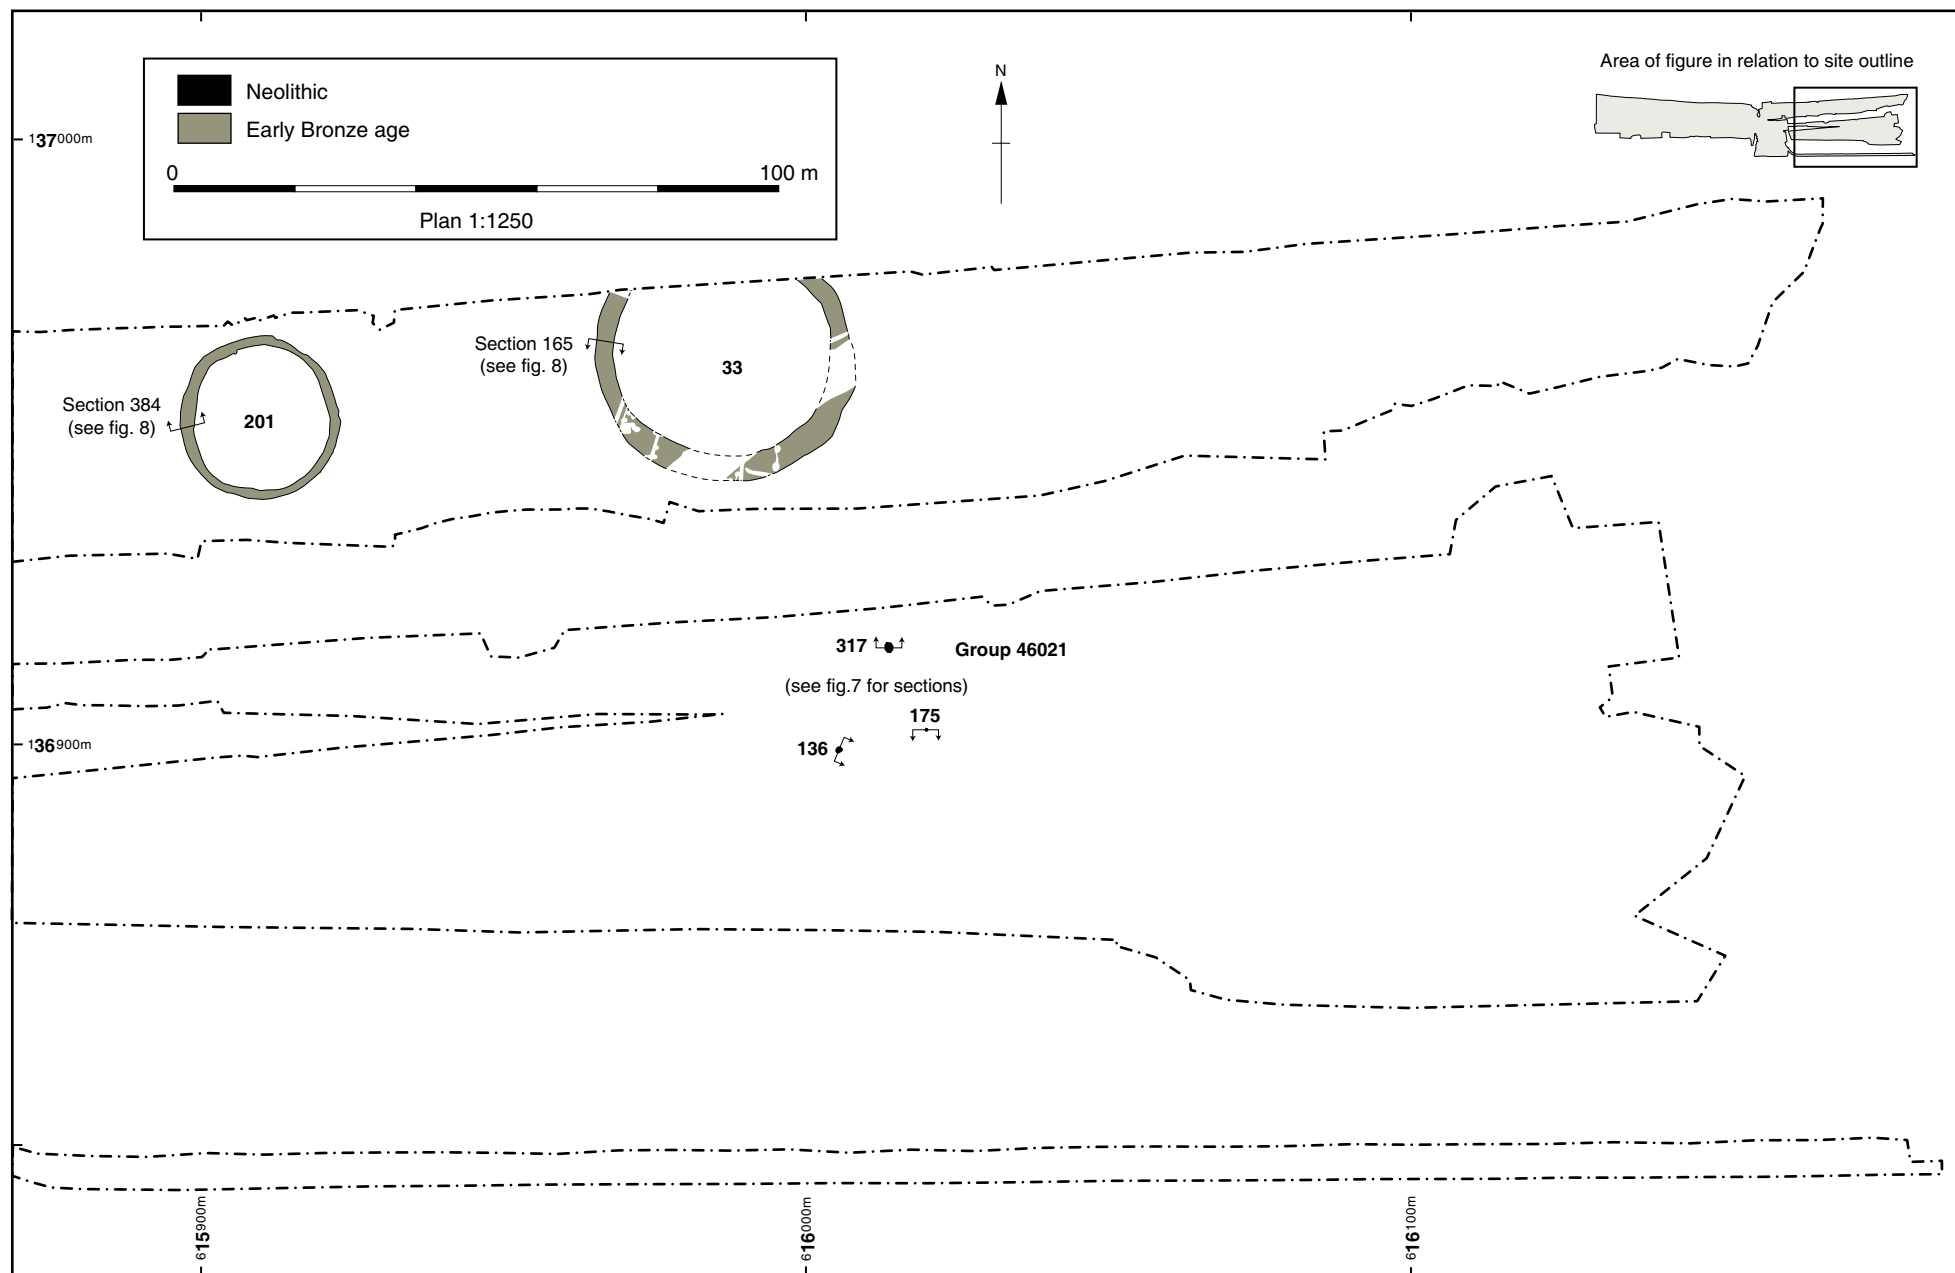 Neolithic
Early Bronze age
0 100 m
Plan 1:1250
N
Area of figure in relation to site outline
137000m
Section 165
(see fig. 8)
33
Section 384
(see fig. 8)
201
317
Group 46021
(see fig.7 for sections)
175
136
136900m
615900m
616000m
616100m